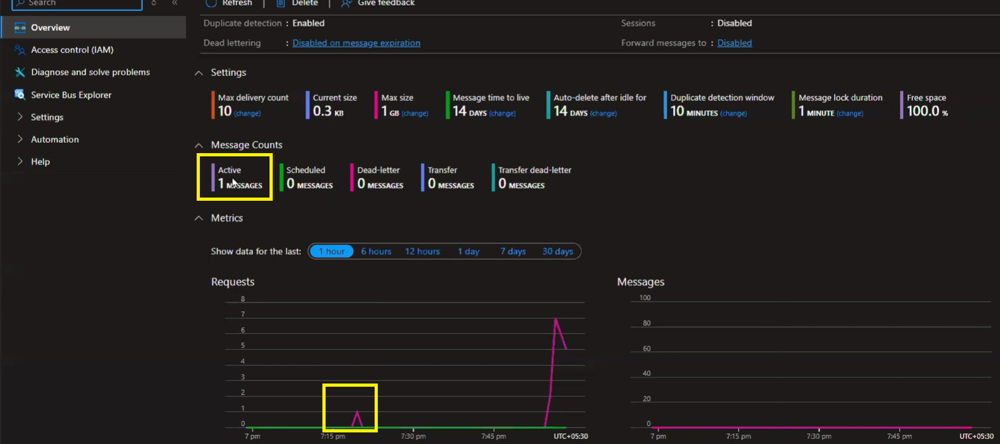 Search
Refresh | Delete | Give feedback
Overview
Access control (IAM)
Diagnose and solve problems
Service Bus Explorer
Settings
Automation
Help
Duplicate detection : Enabled
Sessions : Disabled
Dead lettering : Disabled on message expiration
Forward messages to : Disabled
Settings
Max delivery count
10 (change)
Current size
0.3 KB
Max size
1 GB (change)
Message time to live
14 DAYS (change)
Auto-delete after idle for
14 DAYS (change)
Duplicate detection window
10 MINUTES (change)
Message lock duration
1 MINUTE (change)
Free space
100.0 %
Message Counts
Active
1 MESSAGES
Scheduled
0 MESSAGES
Dead-letter
0 MESSAGES
Transfer
0 MESSAGES
Transfer dead-letter
0 MESSAGES
Metrics
Show data for the last: 1 hour 6 hours 12 hours 1 day 7 days 30 days
Requests
8
7
6
5
4
3
2
1
0
7 pm 7:15 pm 7:30 pm 7:45 pm UTC+05:30
Messages
100
80
60
40
20
0
7 pm 7:15 pm 7:30 pm 7:45 pm UTC+05:30